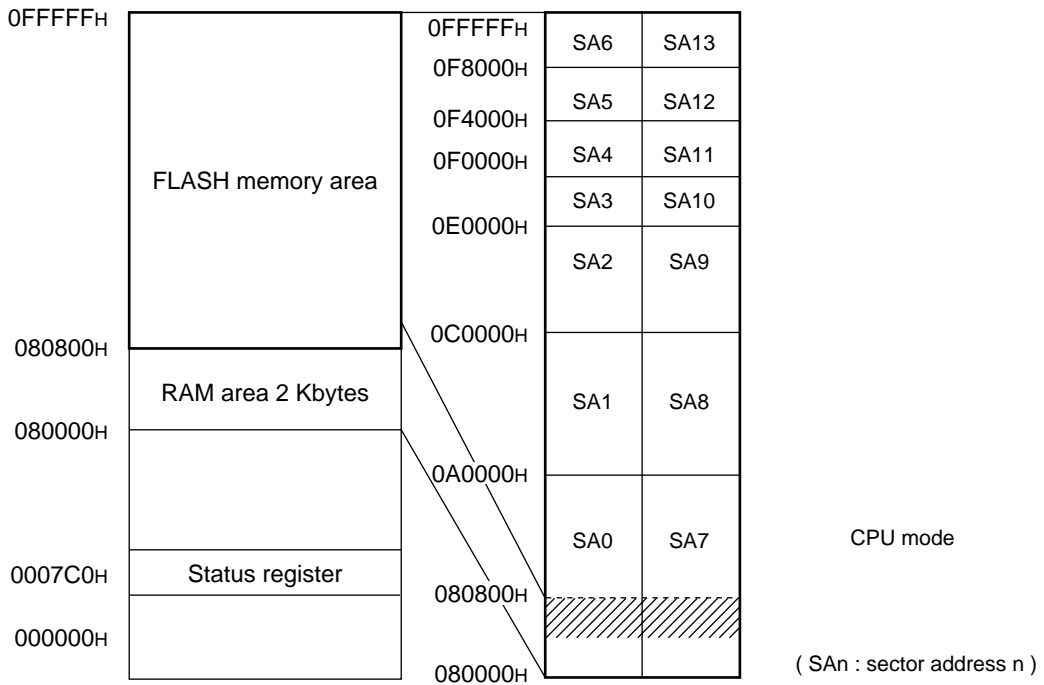 0FFFFFH
FLASH memory area
080800H
RAM area 2 Kbytes
080000H
0007C0H
Status register
000000H
0FFFFFH
SA6 SA13
0F8000H
SA5 SA12
0F4000H
SA4 SA11
0F0000H
SA3 SA10
0E0000H
SA2 SA9
0C0000H
SA1 SA8
0A0000H
SA0 SA7
080800H
080000H
CPU mode
( SAn : sector address n )